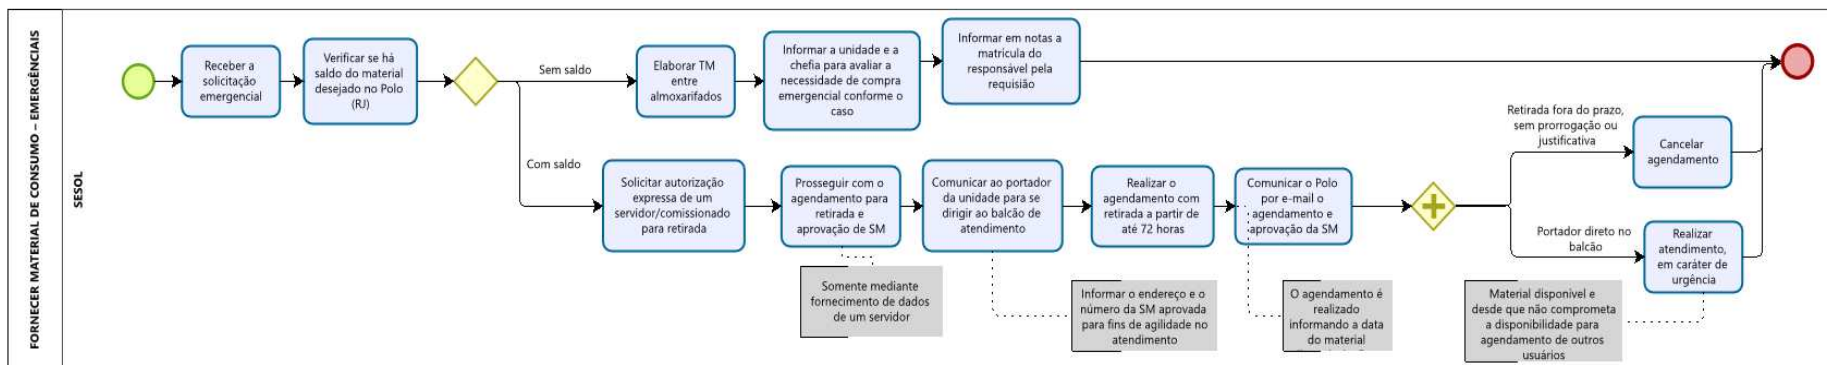 FORNECER MATERIAL DE CONSUMO – EMERGÊNCIAIS
SESOL
Receber a
solicitação
emergencial
Verificar se há
saldo do material
desejado no Polo
(RJ)
Sem saldo
Elaborar TM
entre
almoxarifados
Informar a unidade e a
chefia para avaliar a
necessidade de compra
emergencial conforme o
caso
Informar em notas a
matrícula do
responsável pela
requisião
Com saldo
Solicitar autorização
expressa de um
servidor/comissionado
para retirada
Prosseguir com o
agendamento para
retirada e
aprovação de SM
Comunicar ao portador
da unidade para se
dirigir ao balcão de
atendimento
Realizar o
agendamento com
retirada a partir de
até 72 horas
Comunicar o Polo
por e-mail o
agendamento e
aprovação da SM
Retirada fora do prazo,
sem prorrogação ou
justificativa
Cancelar
agendamento
Portador direto no
balcão
Realizar
atendimento,
em caráter de
urgência
Somente mediante
fornecimento de dados
de um servidor
Informar o endereço e o
número da SM aprovada
para fins de agilidade no
atendimento
O agendamento é
realizado
informando a data
do material
Material disponivel e
desde que não comprometa
a disponibilidade para
agendamento de outros
usuários